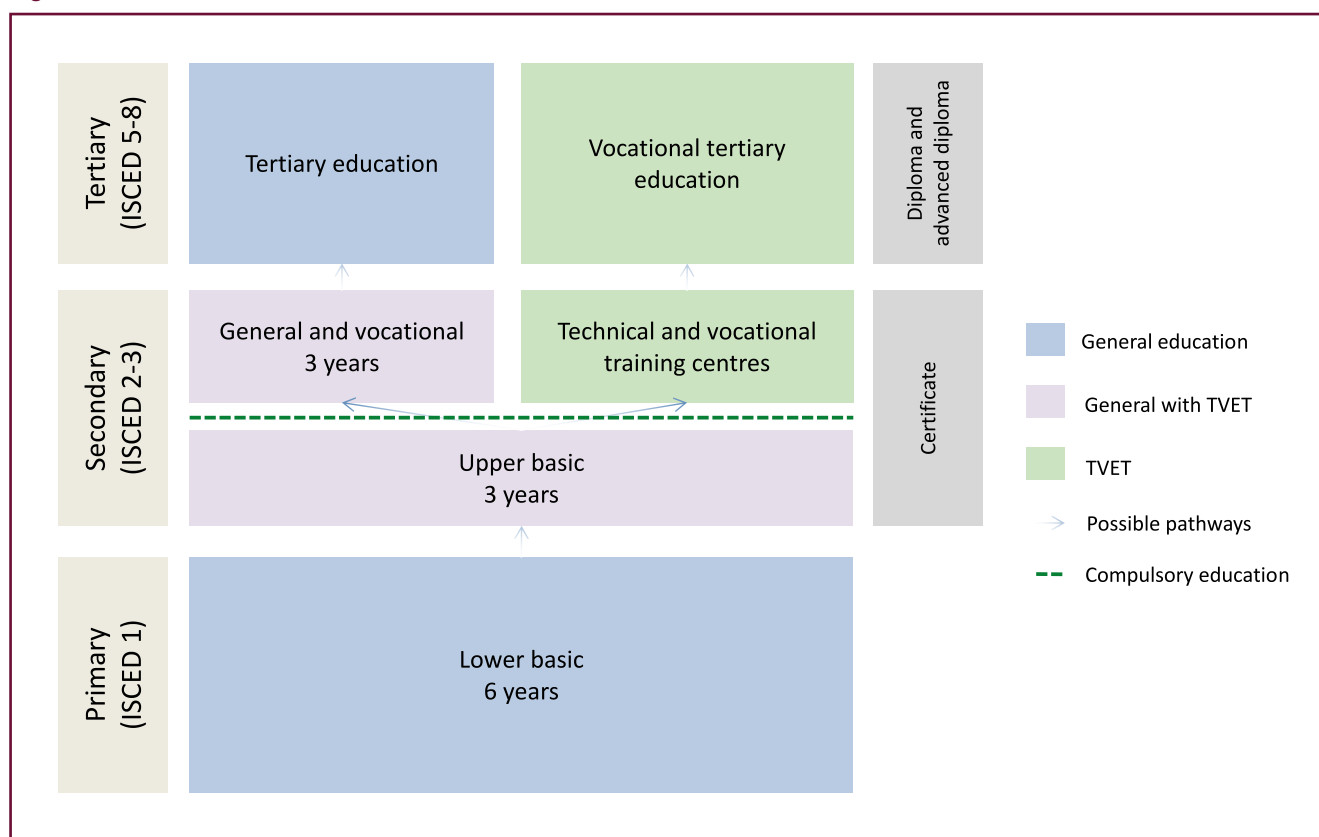 Tertiary
(ISCED 5-8)
Tertiary education
Vocational tertiary
education
Diploma and
advanced diploma
Secondary
(ISCED 2-3)
General and vocational
3 years
Technical and vocational
training centres
Upper basic
3 years
Certificate
Primary
(ISCED 1)
Lower basic
6 years
General education
General with TVET
TVET
Possible pathways
Compulsory education